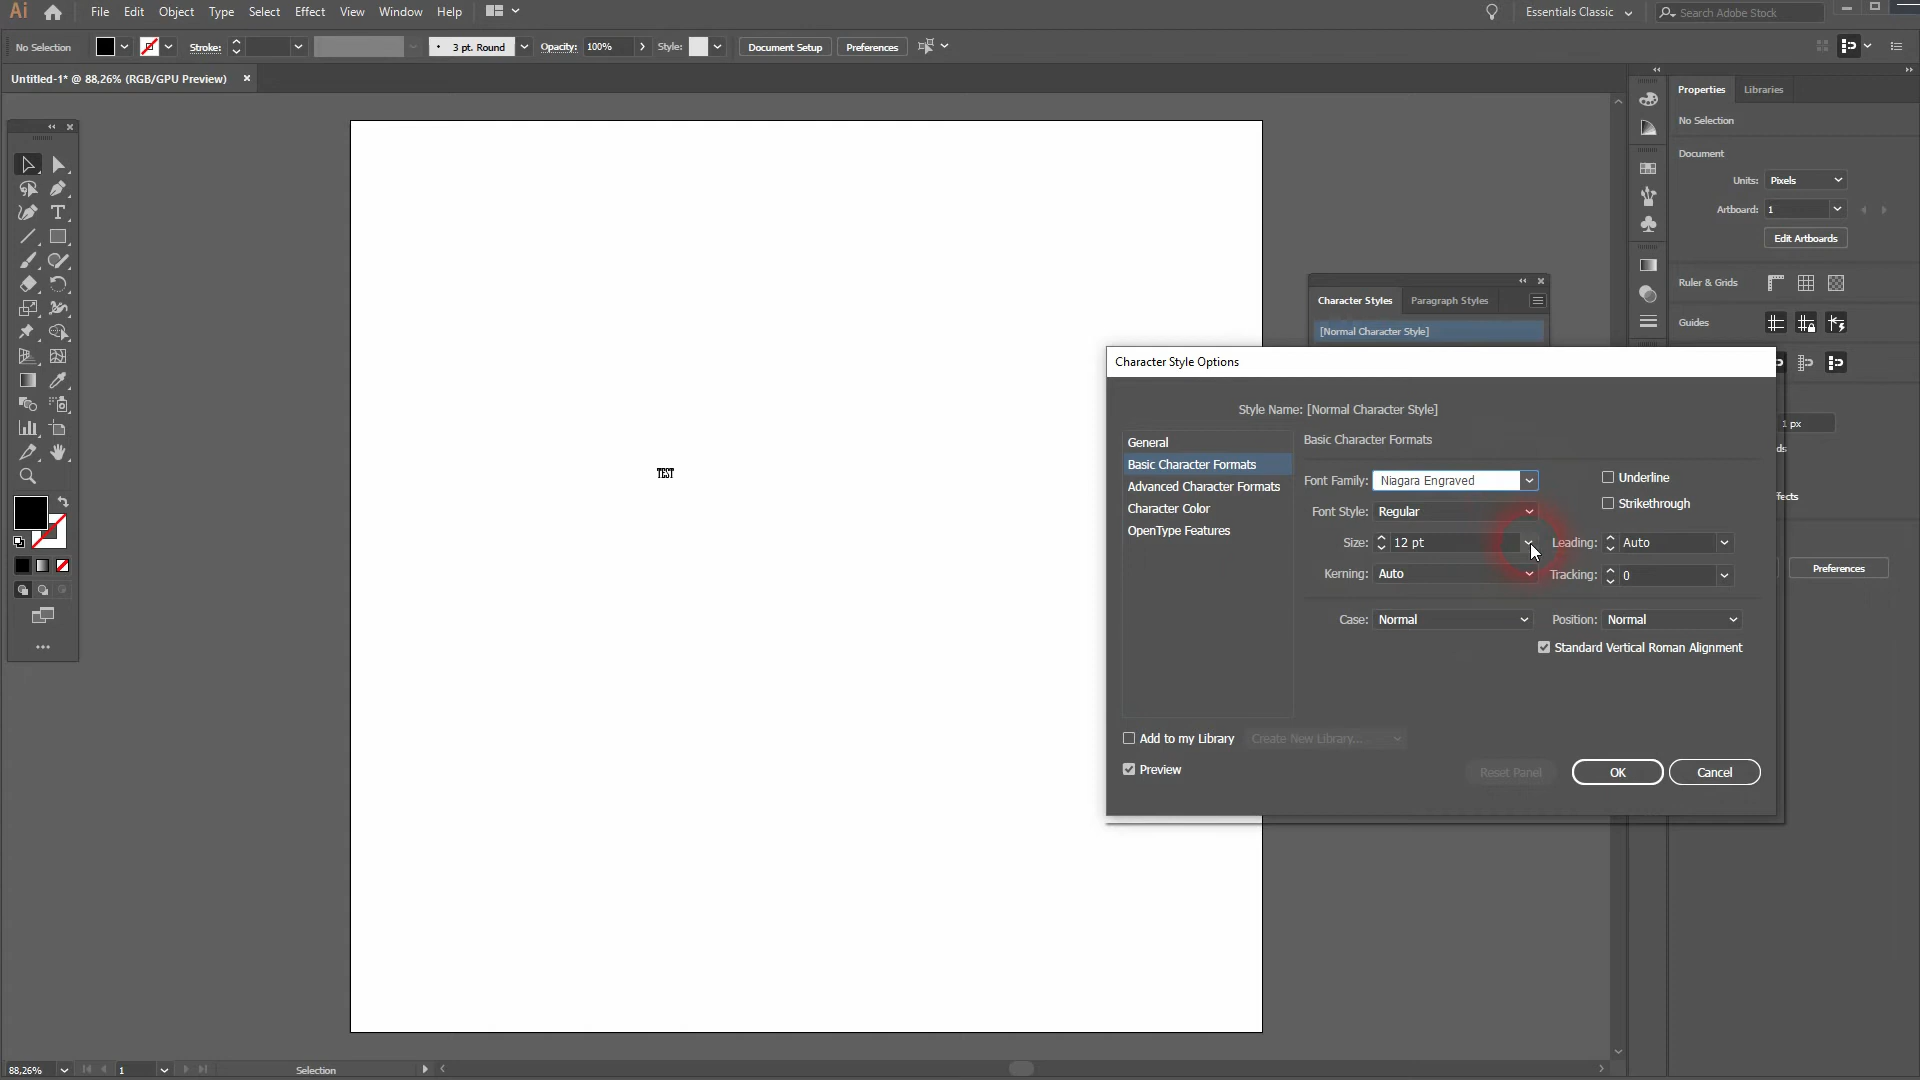 Ai File Edit Object Type Select Effect View Window Help Essentials Classic Search Adobe Stock
No Selection Stroke: 3 pt. Round Opacity: 100% Style: Document Setup Preferences
Untitled-1* @ 88,26% (RGB/GPU Preview)
Properties Libraries
No Selection
Document
Units: Pixels
Artboard: 1
Edit Artboards
Ruler & Grids
Guides
1 px
Preferences
Character Styles Paragraph Styles
[Normal Character Style]
TEST
Character Style Options
Style Name: [Normal Character Style]
General
Basic Character Formats
Advanced Character Formats
Character Color
OpenType Features
Basic Character Formats
Font Family: Niagara Engraved Underline
Font Style: Regular Strikethrough
Size: 12 pt Leading: Auto
Kerning: Auto Tracking: 0
Case: Normal Position: Normal
Standard Vertical Roman Alignment
Add to my Library Create New Library...
Preview Reset Panel OK Cancel
88,26% 1 Selection